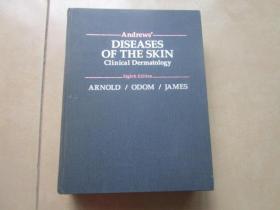 Andrews'
DISEASES
OF THE SKIN
Clinical Dermatology
Eighth Edition
ARNOLD / ODOM / JAMES